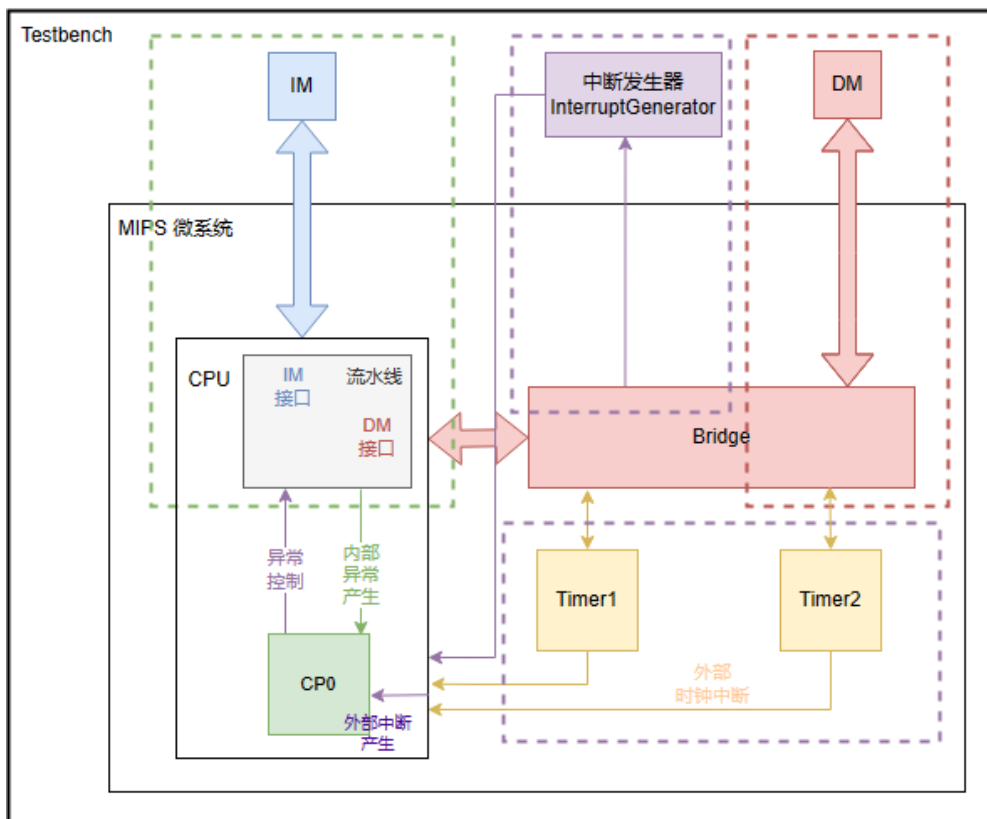 Testbench
IM
中断发生器
InterruptGenerator
DM
MIPS 微系统
CPU
IM
接口
流水线
DM
接口
Bridge
异常
控制
内部
异常
产生
Timer1
Timer2
CP0
外部
时钟中断
外部中断
产生